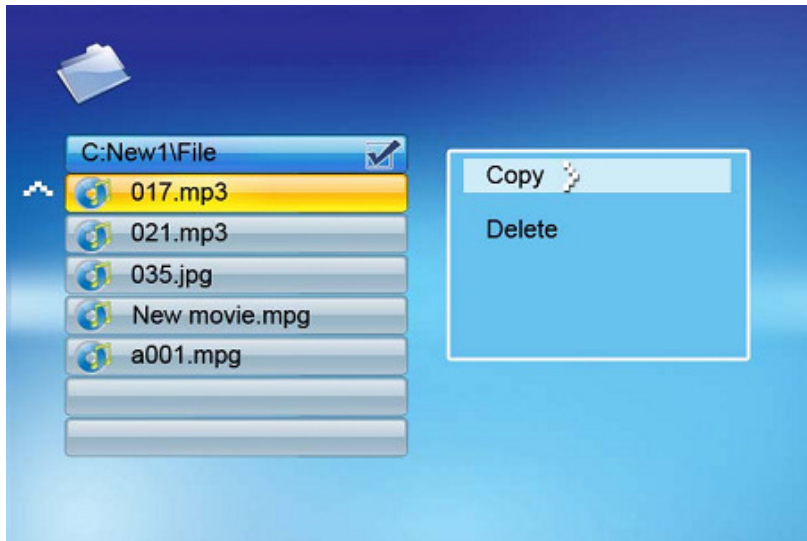 C:New1\File
017.mp3
021.mp3
035.jpg
New movie.mpg
a001.mpg
Copy
Delete